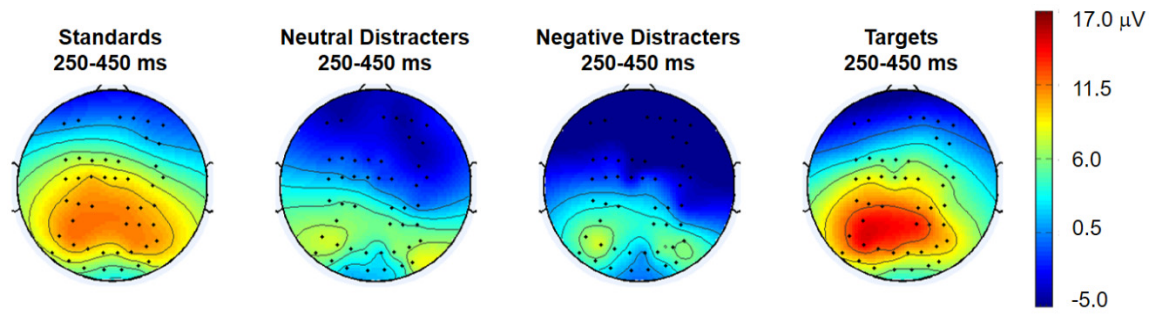 Standards
250-450 ms
Neutral Distracters
250-450 ms
Negative Distracters
250-450 ms
Targets
250-450 ms
17.0 μV
11.5
6.0
0.5
-5.0